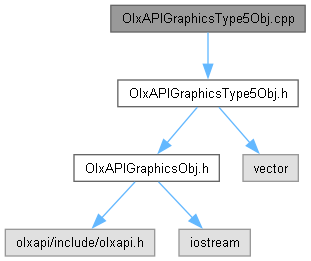 OlxAPIGraphicsType5Obj.cpp
OlxAPIGraphicsType5Obj.h
OlxAPIGraphicsObj.h
vector
olxapi/include/olxapi.h
iostream